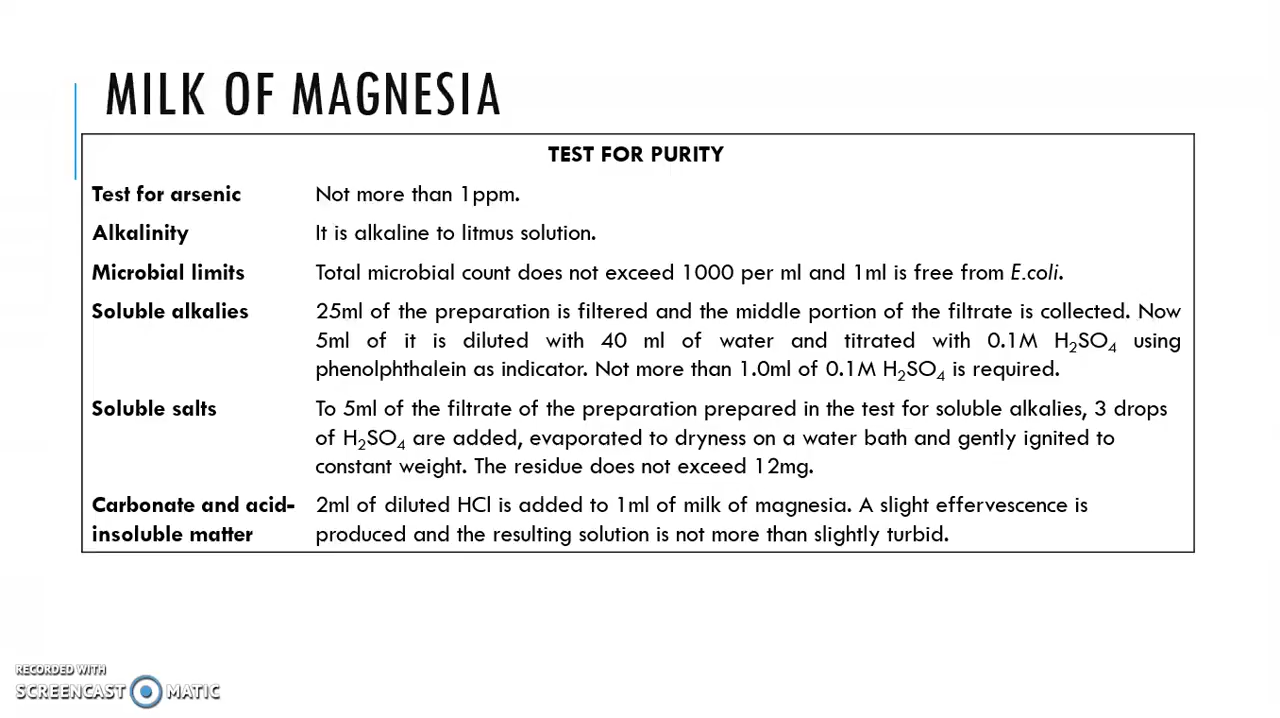 MILK OF MAGNESIA
TEST FOR PURITY
Test for arsenic Not more than 1ppm.
Alkalinity It is alkaline to litmus solution.
Microbial limits Total microbial count does not exceed 1000 per ml and 1ml is free from E.coli.
Soluble alkalies 25ml of the preparation is filtered and the middle portion of the filtrate is collected. Now
5ml of it is diluted with 40 ml of water and titrated with 0.1M H₂SO₄ using
phenolphthalein as indicator. Not more than 1.0ml of 0.1M H₂SO₄ is required.
Soluble salts To 5ml of the filtrate of the preparation prepared in the test for soluble alkalies, 3 drops
of H₂SO₄ are added, evaporated to dryness on a water bath and gently ignited to
constant weight. The residue does not exceed 12mg.
Carbonate and acid- 2ml of diluted HCl is added to 1ml of milk of magnesia. A slight effervescence is
insoluble matter produced and the resulting solution is not more than slightly turbid.
RECORDED WITH
SCREENCAST MATIC